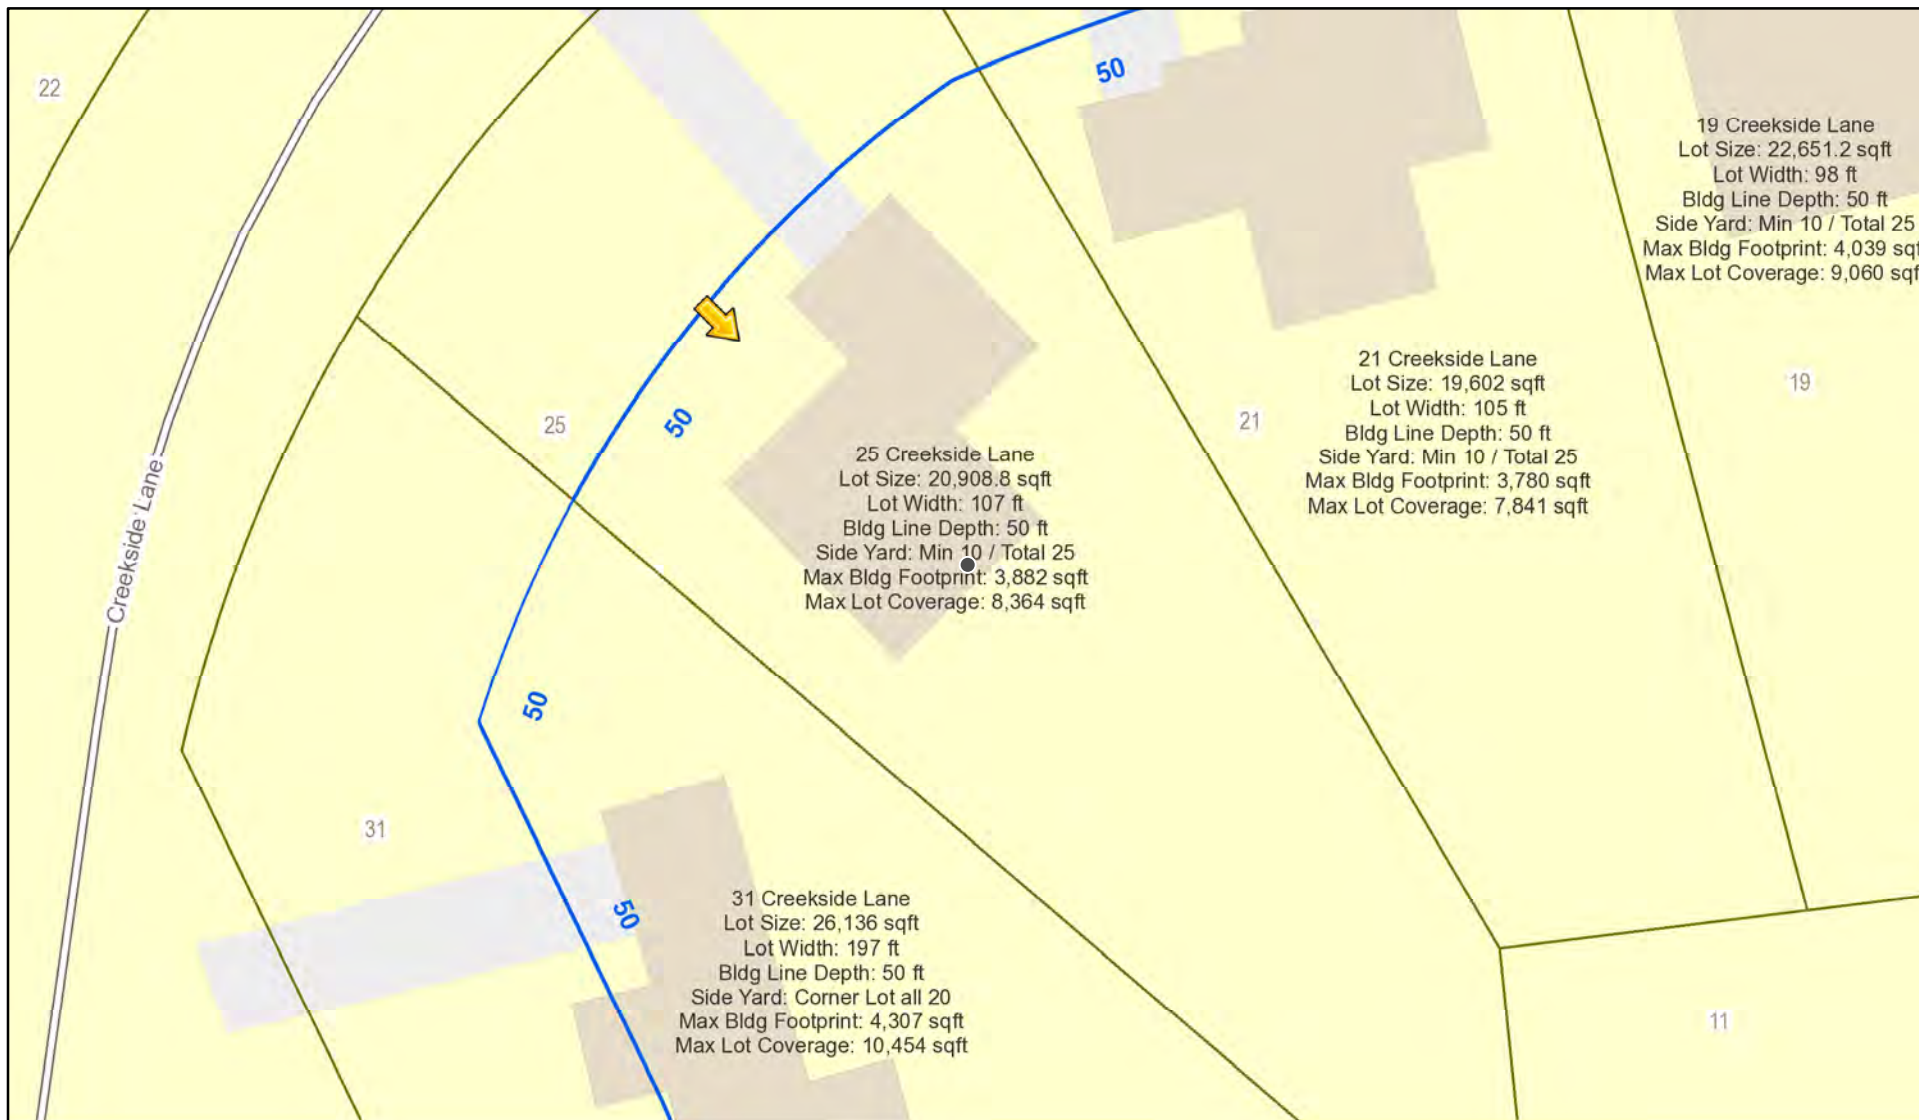 22
50
19 Creekside Lane
Lot Size: 22,651.2 sqft
Lot Width: 98 ft
Bldg Line Depth: 50 ft
Side Yard: Min 10 / Total 25
Max Bldg Footprint: 4,039 sqf
Max Lot Coverage: 9,060 sqf
21 Creekside Lane
Lot Size: 19,602 sqft
Lot Width: 105 ft
Bldg Line Depth: 50 ft
Side Yard: Min 10 / Total 25
Max Bldg Footprint: 3,780 sqft
Max Lot Coverage: 7,841 sqft
19
21
25
50
25 Creekside Lane
Lot Size: 20,908.8 sqft
Lot Width: 107 ft
Bldg Line Depth: 50 ft
Side Yard: Min 10 / Total 25
Max Bldg Footprint: 3,882 sqft
Max Lot Coverage: 8,364 sqft
Creekside Lane
50
31
50
31 Creekside Lane
Lot Size: 26,136 sqft
Lot Width: 197 ft
Bldg Line Depth: 50 ft
Side Yard: Corner Lot all 20
Max Bldg Footprint: 4,307 sqft
Max Lot Coverage: 10,454 sqft
11